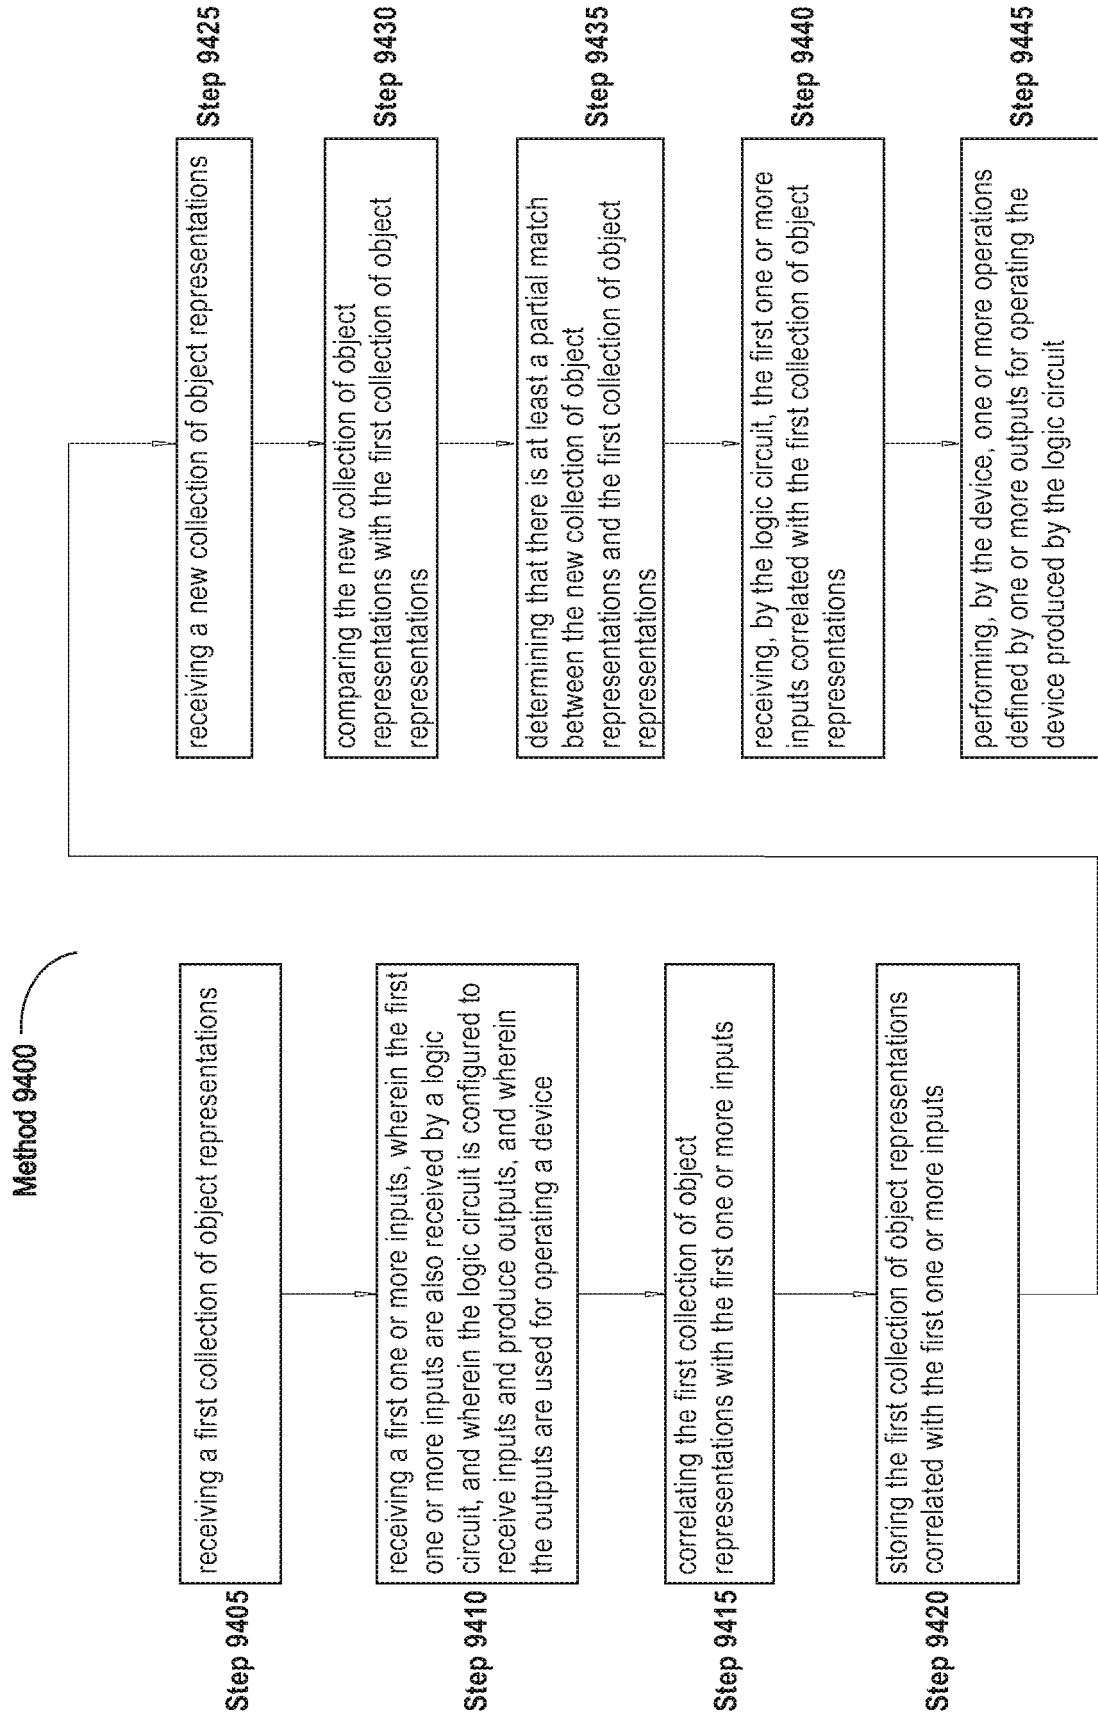 Method 9400
Step 9405
receiving a first collection of object representations
Step 9410
receiving a first one or more inputs, wherein the first
one or more inputs are also received by a logic
circuit, and wherein the logic circuit is configured to
receive inputs and produce outputs, and wherein
the outputs are used for operating a device
Step 9415
correlating the first collection of object
representations with the first one or more inputs
Step 9420
storing the first collection of object representations
correlated with the first one or more inputs
receiving a new collection of object representations
Step 9425
comparing the new collection of object
representations with the first collection of object
representations
Step 9430
determining that there is at least a partial match
between the new collection of object
representations and the first collection of object
representations
Step 9435
receiving, by the logic circuit, the first one or more
inputs correlated with the first collection of object
representations
Step 9440
performing, by the device, one or more operations
defined by one or more outputs for operating the
device produced by the logic circuit
Step 9445